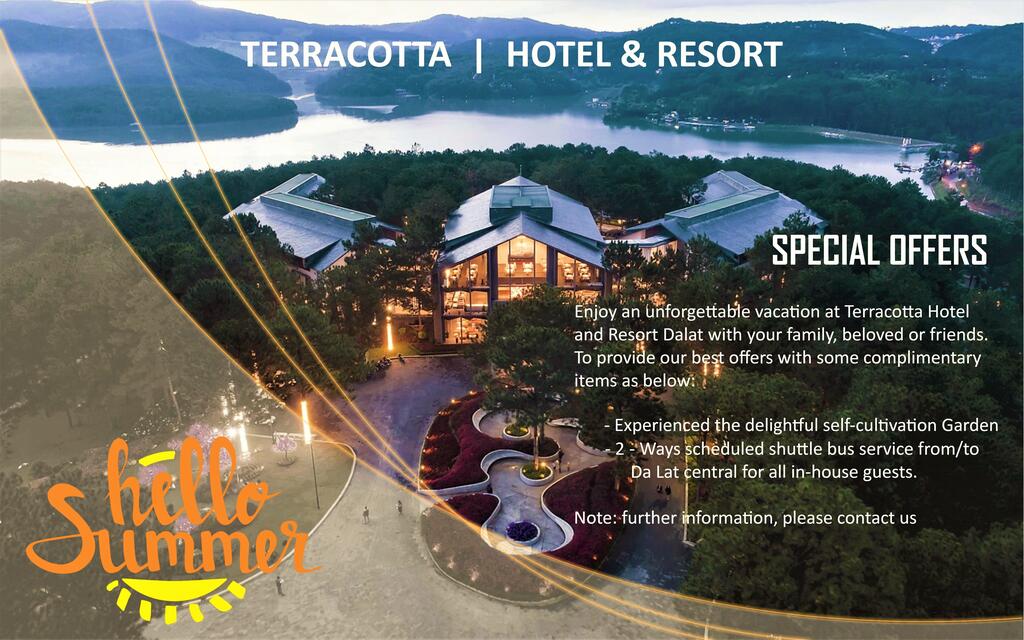 TERRACOTTA | HOTEL & RESORT
SPECIAL OFFERS
Enjoy an unforgettable vacation at Terracotta Hotel
and Resort Dalat with your family, beloved or friends.
To provide our best offers with some complimentary
items as below:
- Experienced the delightful self-cultivation Garden
- 2 - Ways scheduled shuttle bus service from/to
Da Lat central for all in-house guests.
Note: further information, please contact us
hello
Summer